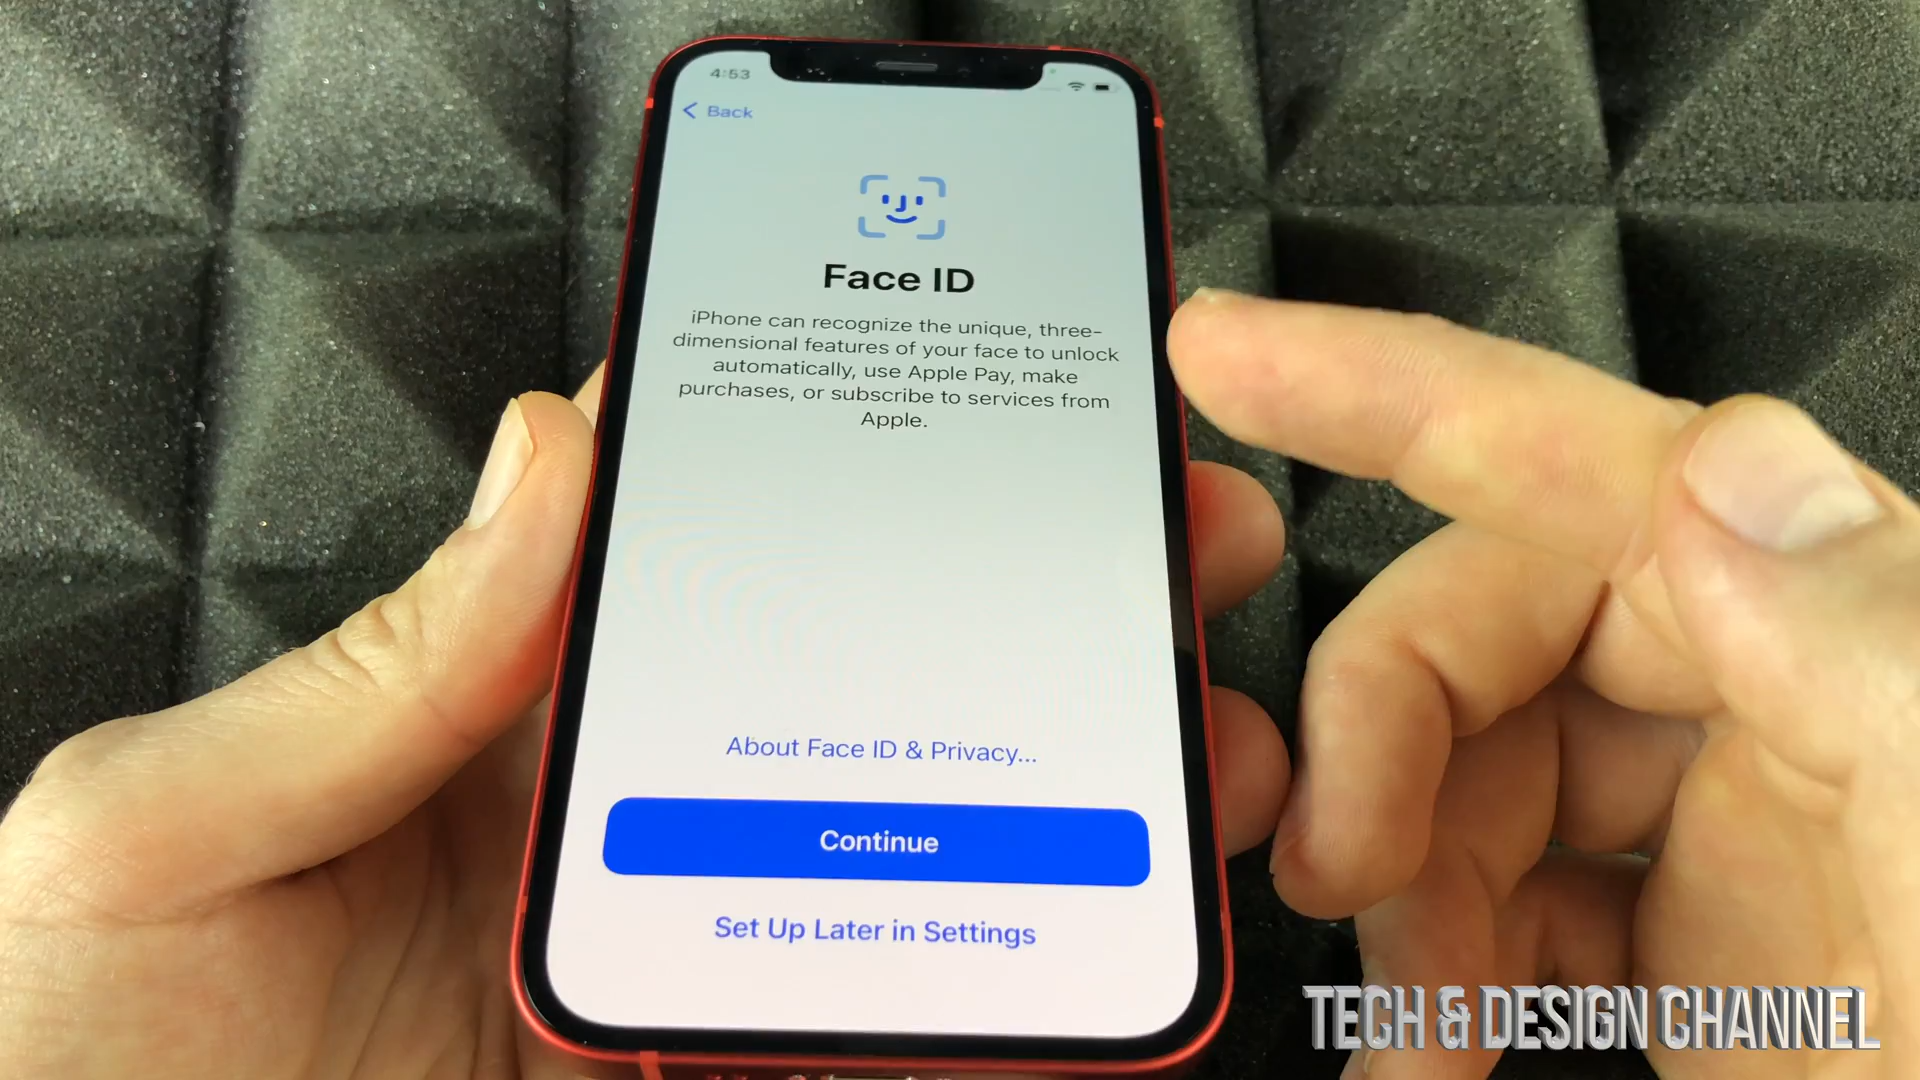 4:53
Back
Face ID
iPhone can recognize the unique, three-
dimensional features of your face to unlock
automatically, use Apple Pay, make
purchases, or subscribe to services from
Apple.
About Face ID & Privacy...
Continue
Set Up Later in Settings
TECH & DESIGN CHANNEL